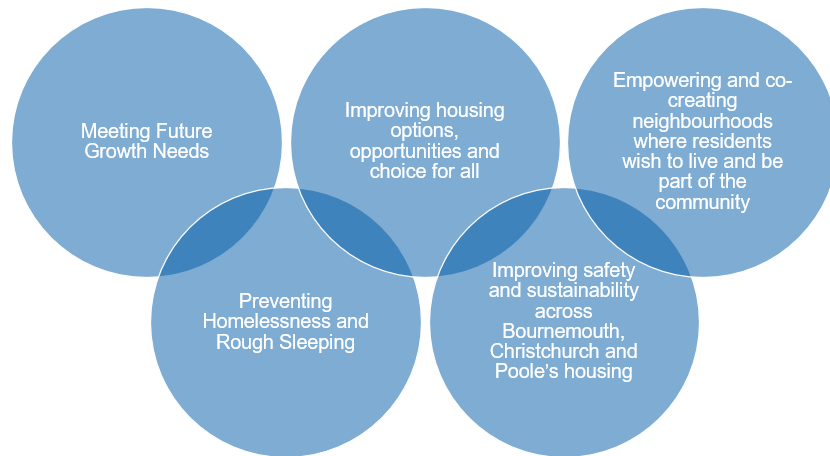 Meeting Future
Growth Needs
Improving housing
options,
opportunities and
choice for all
Empowering and co-
creating
neighbourhoods
where residents
wish to live and be
part of the
community
Preventing
Homelessness and
Rough Sleeping
Improving safety
and sustainability
across
Bournemouth,
Christchurch and
Poole’s housing